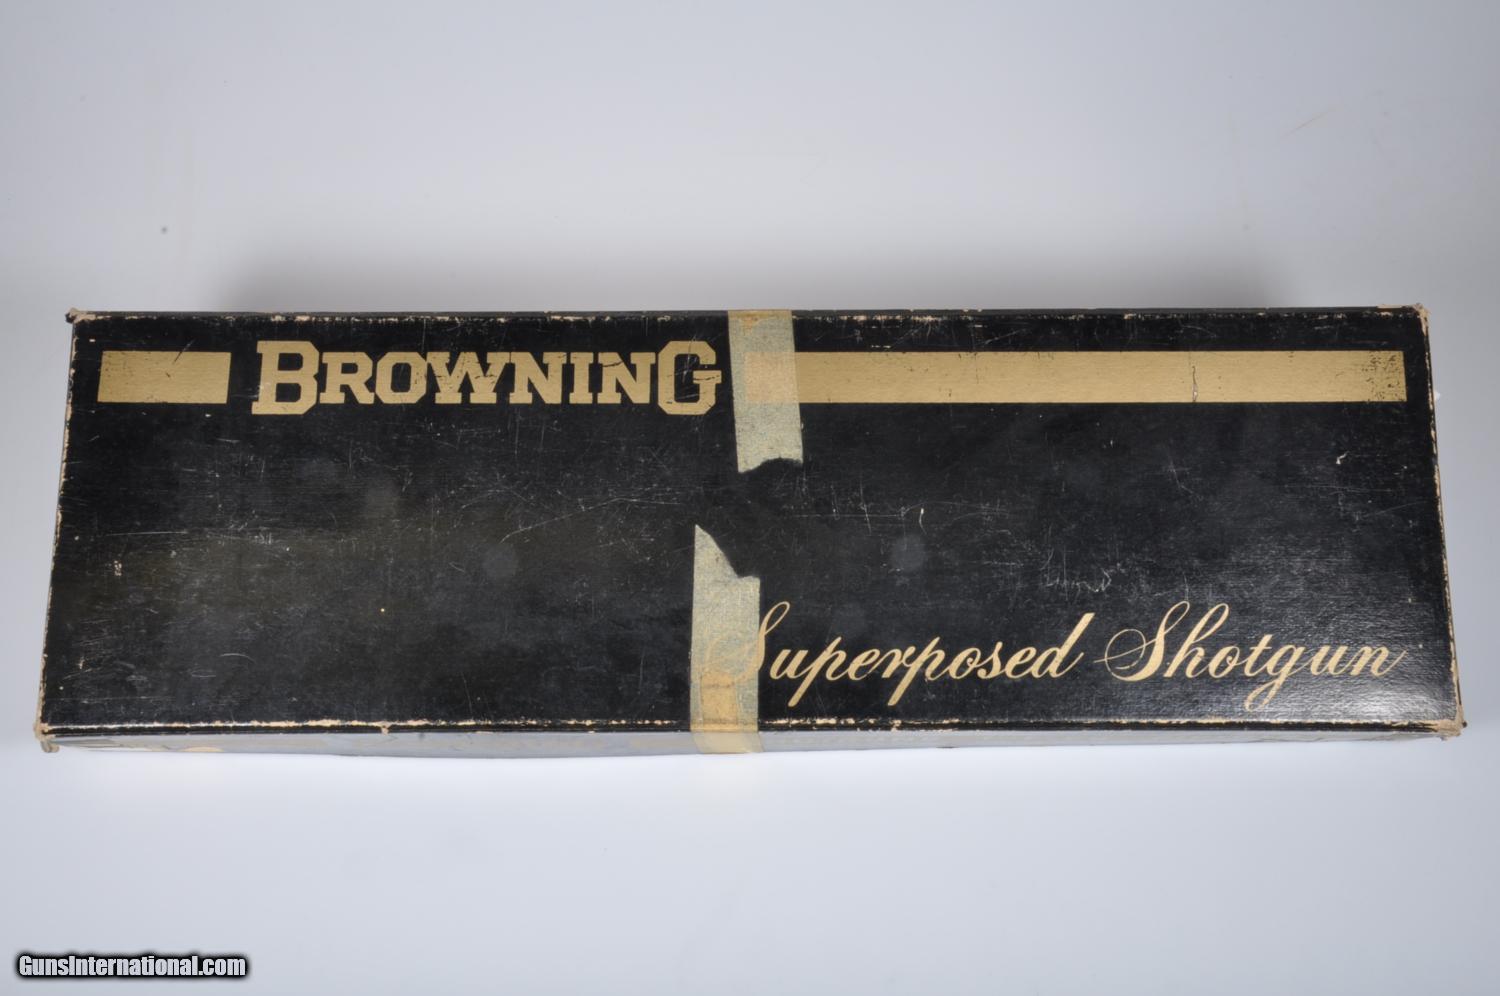 BROWNING
Superposed Shotgun
GunsInternational.com